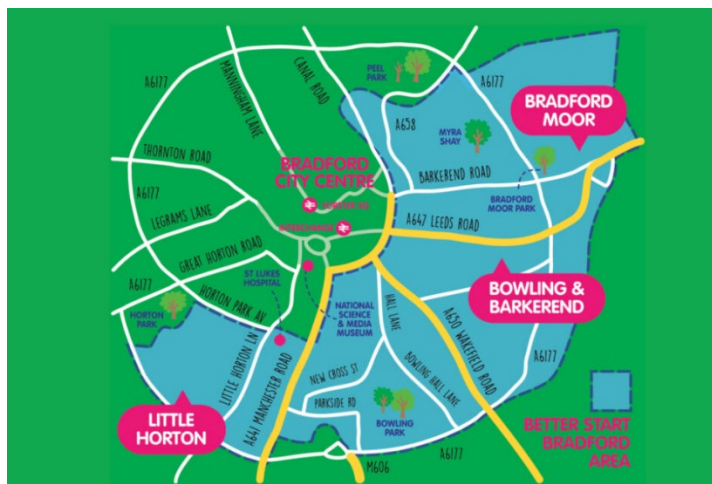 A6177
MANNINGHAM LANE
CANAL ROAD
PEEL
PARK
A6177
BRADFORD
MOOR
A658
MYRA
SHAY
THORNTON ROAD
BRADFORD
CITY CENTRE
BARKEREND ROAD
A6177
FORSTER SQ
BRADFORD
MOOR PARK
LEGRAMS LANE
INTERCHANGE
A647 LEEDS ROAD
GREAT HORTON ROAD
ST LUKES
HOSPITAL
BOWLING &
BARKEREND
A6177
HORTON
PARK
HORTON PARK AV
NATIONAL
SCIENCE
& MEDIA
MUSEUM
HALL LANE
A650 WAKEFIELD ROAD
A6177
LITTLE HORTON LN
A641 MANCHESTER ROAD
NEW CROSS ST
BOWLING HALL LANE
PARKSIDE RD
BOWLING
PARK
LITTLE
HORTON
BETTER START
BRADFORD
AREA
M606
A6177